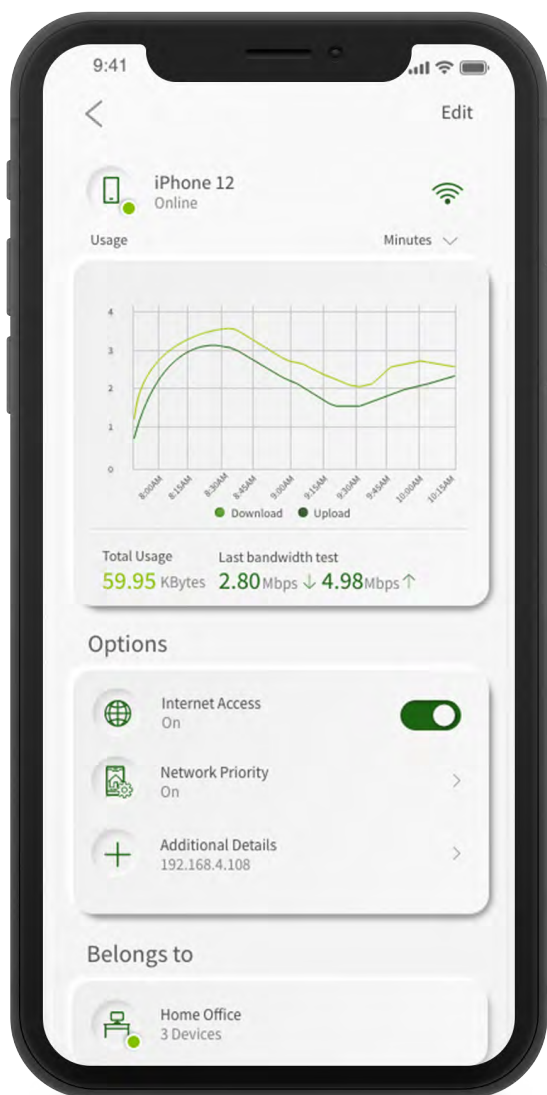 9:41
Edit
iPhone 12
Online
Usage
Minutes
4
3
2
1
0
8:00AM 8:15AM 8:30AM 8:45AM 9:00AM 9:15AM 9:30AM 9:45AM 10:00AM 10:15AM
Download Upload
Total Usage Last bandwidth test
59.95 KBytes 2.80 Mbps ↓ 4.98 Mbps ↑
Options
Internet Access
On
Network Priority
On
Additional Details
192.168.4.108
Belongs to
Home Office
3 Devices